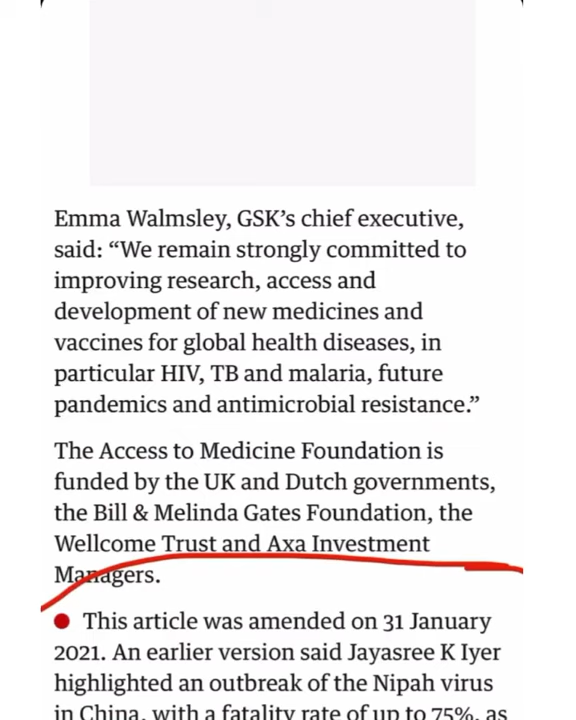 Emma Walmsley, GSK’s chief executive,
said: “We remain strongly committed to
improving research, access and
development of new medicines and
vaccines for global health diseases, in
particular HIV, TB and malaria, future
pandemics and antimicrobial resistance.”
The Access to Medicine Foundation is
funded by the UK and Dutch governments,
the Bill & Melinda Gates Foundation, the
Wellcome Trust and Axa Investment
Managers.
This article was amended on 31 January
2021. An earlier version said Jayasree K Iyer
highlighted an outbreak of the Nipah virus
in China, with a fatality rate of up to 75%, as